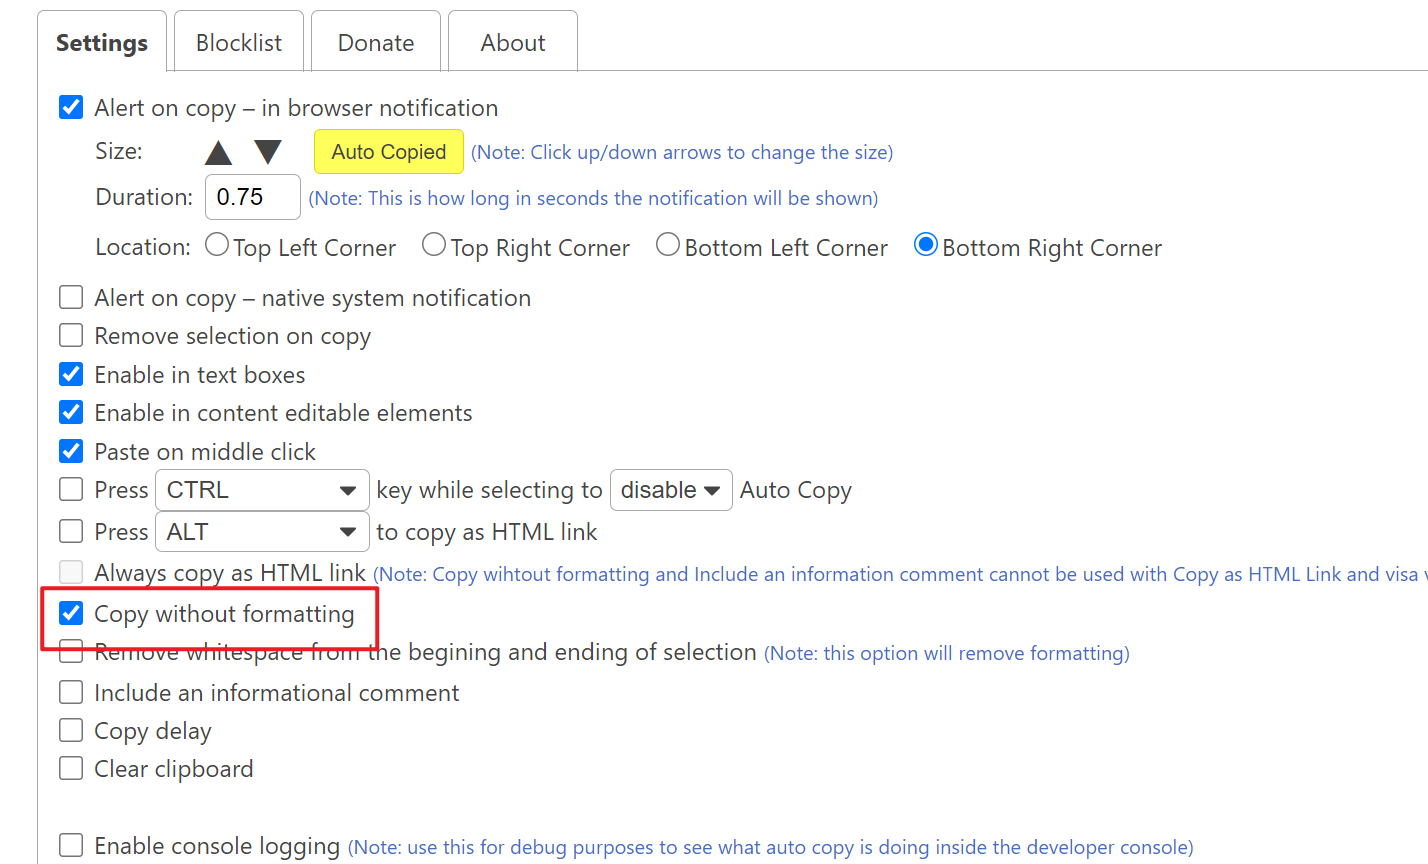 Settings Blocklist Donate About
Alert on copy – in browser notification
Size: Auto Copied (Note: Click up/down arrows to change the size)
Duration: 0.75 (Note: This is how long in seconds the notification will be shown)
Location: Top Left Corner Top Right Corner Bottom Left Corner Bottom Right Corner
Alert on copy – native system notification
Remove selection on copy
Enable in text boxes
Enable in content editable elements
Paste on middle click
Press CTRL key while selecting to disable Auto Copy
Press ALT to copy as HTML link
Always copy as HTML link (Note: Copy wihtout formatting and Include an information comment cannot be used with Copy as HTML Link and visa
Copy without formatting
Remove whitespace from the begining and ending of selection (Note: this option will remove formatting)
Include an informational comment
Copy delay
Clear clipboard
Enable console logging (Note: use this for debug purposes to see what auto copy is doing inside the developer console)